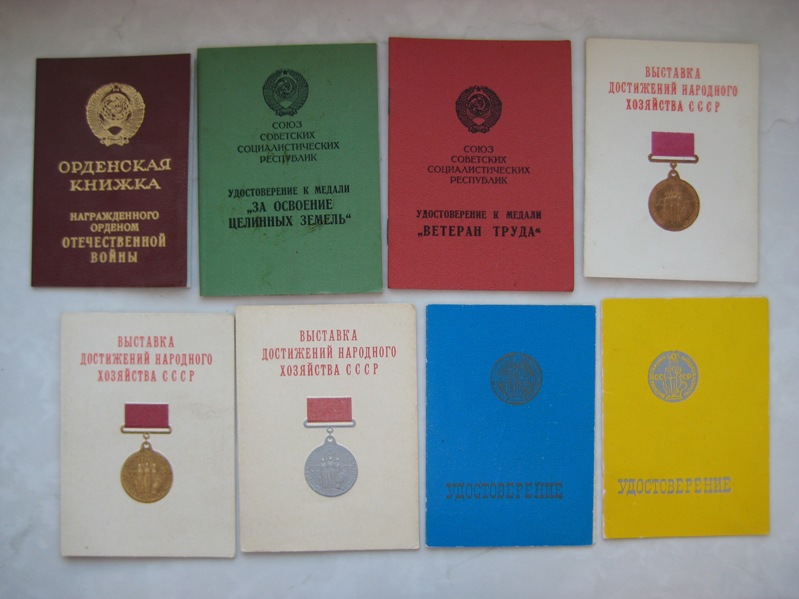 ОРДЕНСКАЯ
КНИЖКА
НАГРАЖДЕННОГО
ОРДЕНОМ
ОТЕЧЕСТВЕННОЙ
ВОЙНЫ
СОЮЗ
СОВЕТСКИХ
СОЦИАЛИСТИЧЕСКИХ
РЕСПУБЛИК
УДОСТОВЕРЕНИЕ К МЕДАЛИ
„ЗА ОСВОЕНИЕ
ЦЕЛИННЫХ ЗЕМЕЛЬ“
СОЮЗ
СОВЕТСКИХ
СОЦИАЛИСТИЧЕСКИХ
РЕСПУБЛИК
УДОСТОВЕРЕНИЕ К МЕДАЛИ
„ВЕТЕРАН ТРУДА“
ВЫСТАВКА
ДОСТИЖЕНИЙ НАРОДНОГО
ХОЗЯЙСТВА СССР
ВЫСТАВКА
ДОСТИЖЕНИЙ НАРОДНОГО
ХОЗЯЙСТВА СССР
ВЫСТАВКА
ДОСТИЖЕНИЙ НАРОДНОГО
ХОЗЯЙСТВА СССР
УДОСТОВЕРЕНИЕ
УДОСТОВЕРЕНИЕ